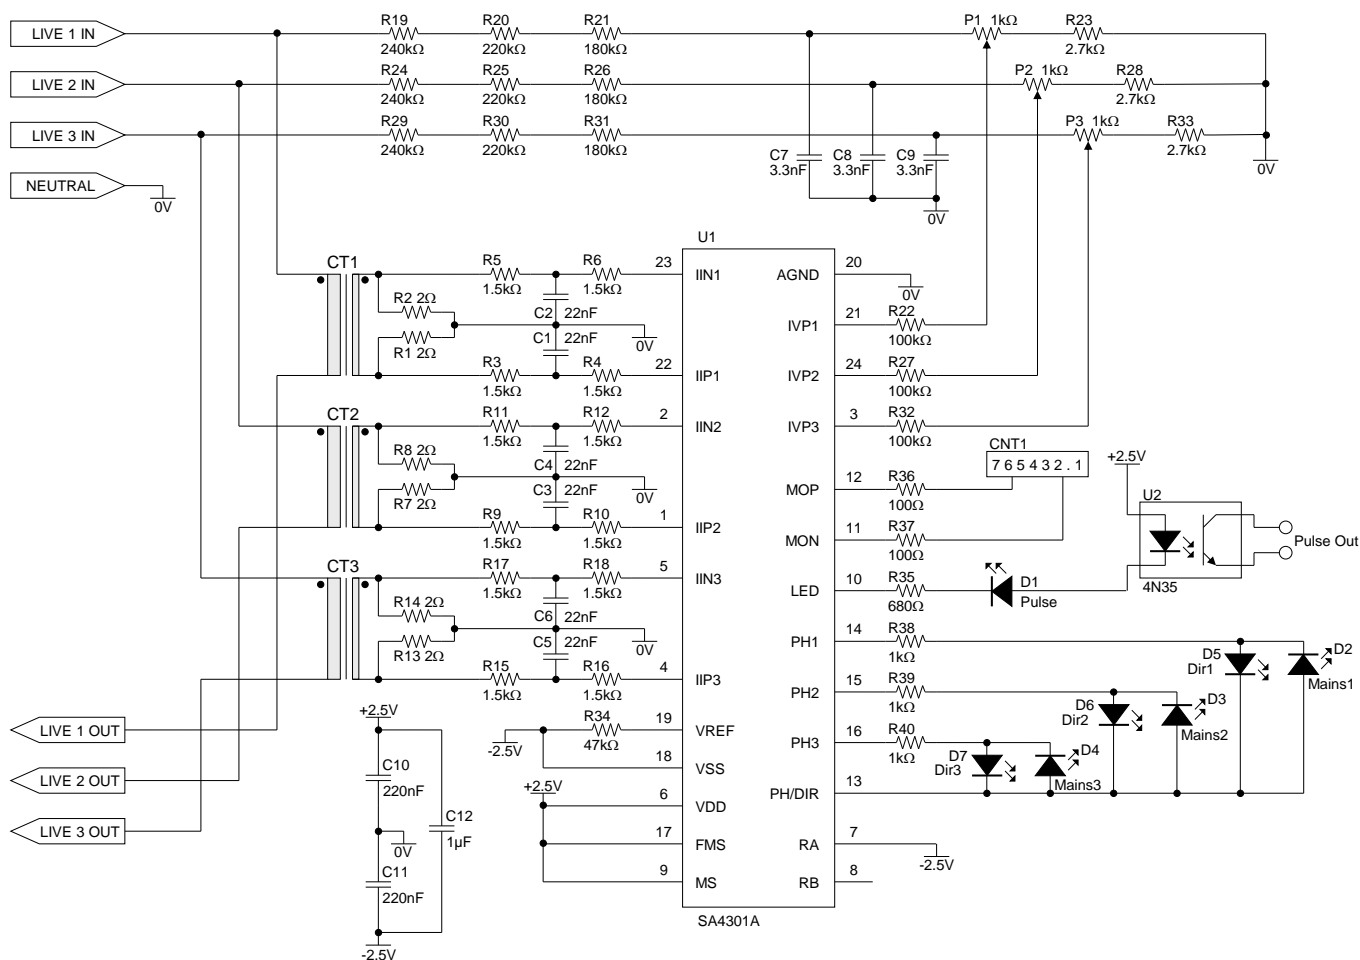 R19 R20 R21 P1 1kΩ R23
LIVE 1 IN
240kΩ 220kΩ 180kΩ 2.7kΩ
R24 R25 R26 P2 1kΩ R28
LIVE 2 IN
240kΩ 220kΩ 180kΩ 2.7kΩ
R29 R30 R31 P3 1kΩ R33
LIVE 3 IN
240kΩ 220kΩ 180kΩ 2.7kΩ
C7 C8 C9
3.3nF 3.3nF 3.3nF
0V
NEUTRAL
0V
0V
U1
CT1 R5 R6 23 IIN1 AGND 20
1.5kΩ 1.5kΩ
0V
R2 2Ω
C2 22nF
21 IVP1 R22
100kΩ
C1 22nF
0V
R1 2Ω
R3 R4 22 IIP1 IVP2 24 R27
1.5kΩ 1.5kΩ 100kΩ
CT2 R11 R12 2 IIN2 IVP3 3 R32
1.5kΩ 1.5kΩ 100kΩ
CNT1
7 6 5 4 3 2 . 1
+2.5V
R8 2Ω
C4 22nF
MOP 12 R36
100Ω
C3 22nF
0V
R7 2Ω
U2
R9 R10 1 IIP2 MON 11 R37
1.5kΩ 1.5kΩ 100Ω
Pulse Out
CT3 R17 R18 5 IIN3 LED 10 R35 D1
1.5kΩ 1.5kΩ 680Ω Pulse
4N35
R14 2Ω
C6 22nF
PH1 14 R38
1kΩ
C5 22nF
0V
R13 2Ω
D5
Dir1
D2
Mains1
R15 R16 4 IIP3 PH2 15 R39
1.5kΩ 1.5kΩ 1kΩ
D6
Dir2
D3
Mains2
+2.5V
LIVE 1 OUT
R34 19 VREF
47kΩ
-2.5V
PH3 16 R40
1kΩ
D7
Dir3
D4
Mains3
18 VSS
LIVE 2 OUT
C10
220nF
+2.5V
PH/DIR 13
6 VDD
C12
1µF
LIVE 3 OUT
0V
17 FMS RA 7
-2.5V
C11
220nF
9 MS RB 8
SA4301A
-2.5V